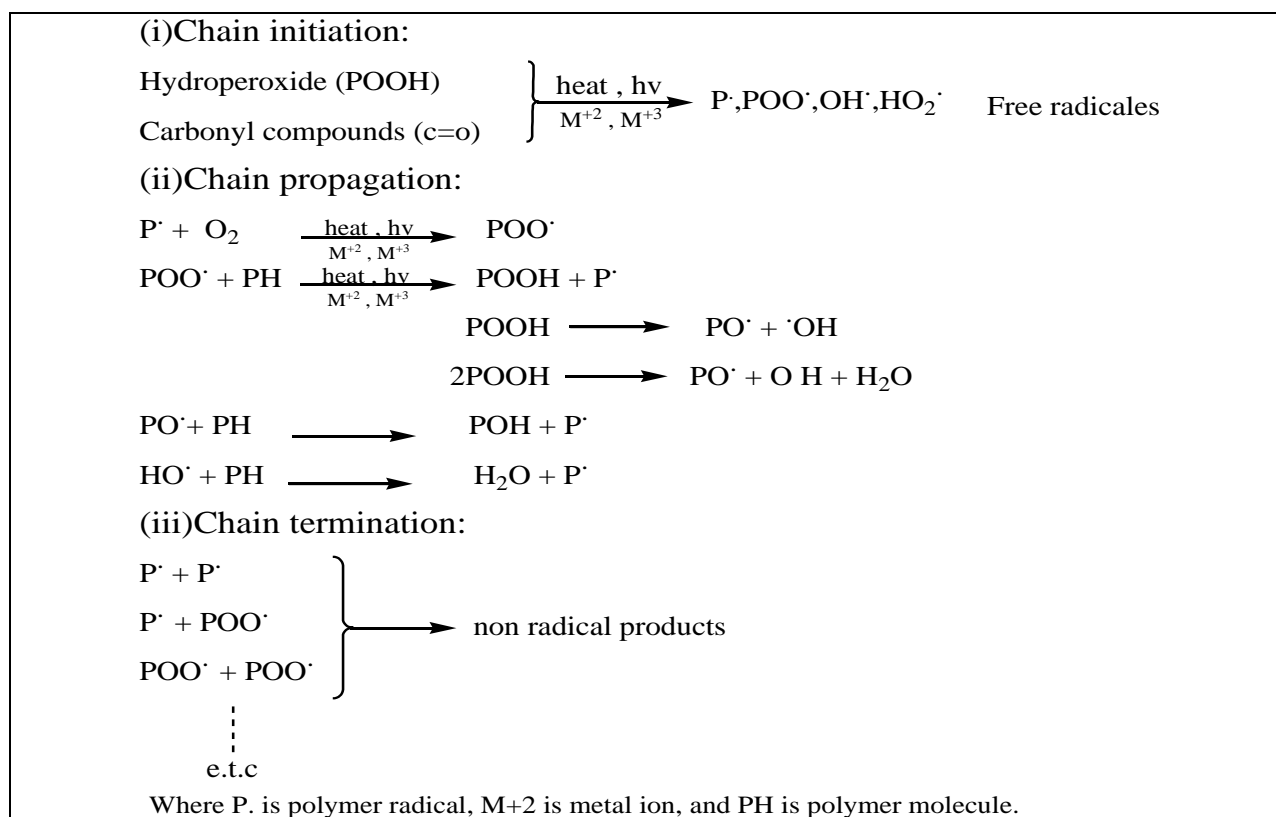 (i)Chain initiation:
Hydroperoxide (POOH)
Carbonyl compounds (c=o)
heat , hv
M⁺² , M⁺³
P·,POO·,OH·,HO₂· Free radicales
(ii)Chain propagation:
P· + O₂ heat , hv POO·
M⁺² , M⁺³
POO· + PH heat , hv POOH + P·
M⁺² , M⁺³
POOH PO· + ·OH
2POOH PO· + O H + H₂O
PO·+ PH POH + P·
HO· + PH H₂O + P·
(iii)Chain termination:
P· + P·
P· + POO·
POO· + POO·
non radical products
e.t.c
Where P. is polymer radical, M+2 is metal ion, and PH is polymer molecule.